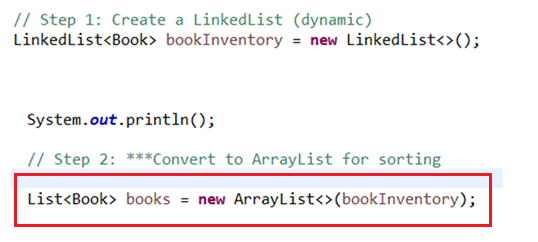 // Step 1: Create a LinkedList (dynamic)
LinkedList<Book> bookInventory = new LinkedList<>();
System.out.println();
// Step 2: ***Convert to ArrayList for sorting
List<Book> books = new ArrayList<>(bookInventory);